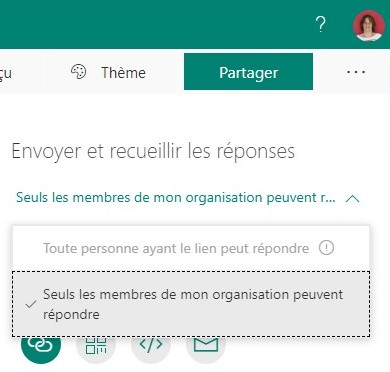 ?
çu
Thème
Partager
...
Envoyer et recueillir les réponses
Seuls les membres de mon organisation peuvent r...
Toute personne ayant le lien peut répondre
Seuls les membres de mon organisation peuvent
répondre